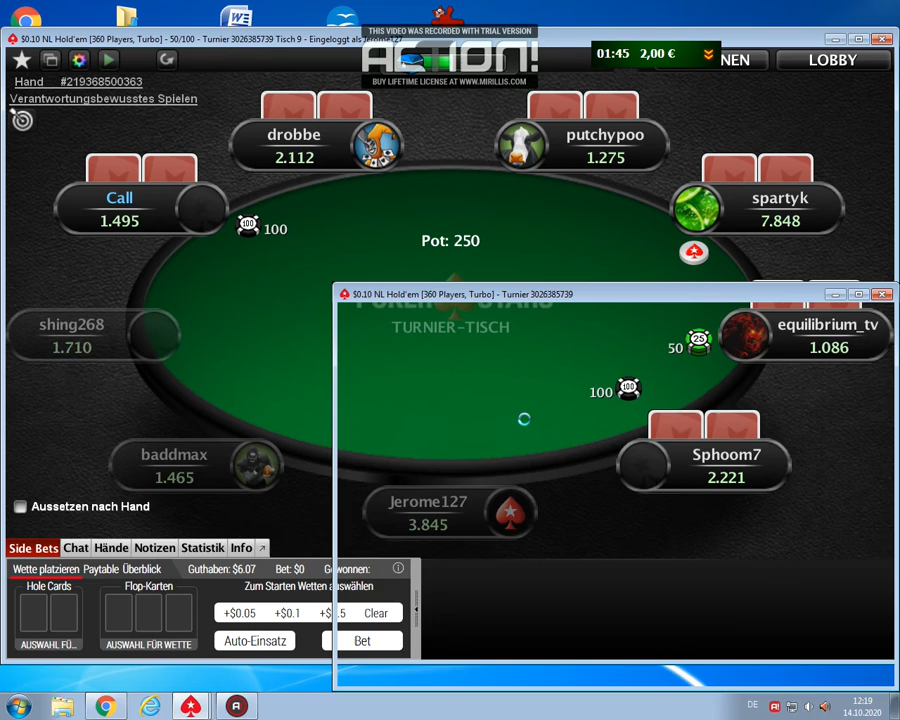 THIS VIDEO WAS RECORDED WITH TRIAL VERSION
ACTION!
BUY LIFETIME LICENSE AT WWW.MIRILLIS.COM
$0.10 NL Hold'em [360 Players, Turbo] - 50/100 - Turnier 3026385739 Tisch 9 - Eingeloggt als Jerome127
01:45 2,00 €
NEN
LOBBY
Hand #219368500363
Verantwortungsbewusstes Spielen
drobbe
2.112
putchypoo
1.275
Call
1.495
spartyk
7.848
100
100
Pot: 250
$0.10 NL Hold'em [360 Players, Turbo] - Turnier 3026385739
TURNIER-TISCH
shing268
1.710
equilibrium_tv
1.086
50
25
100
100
baddmax
1.465
Sphoom7
2.221
Jerome127
3.845
Aussetzen nach Hand
Side Bets Chat Hände Notizen Statistik Info
Wette platzieren Paytable Überblick Guthaben: $6.07 Bet: $0 Gewonnen:
Hole Cards
Flop-Karten
Zum Starten Wetten auswählen
+$0.05 +$0.1 Clear
AUSWAHL FÜ...
AUSWAHL FÜR WETTE
Auto-Einsatz
Bet
DE
12:19
14.10.2020